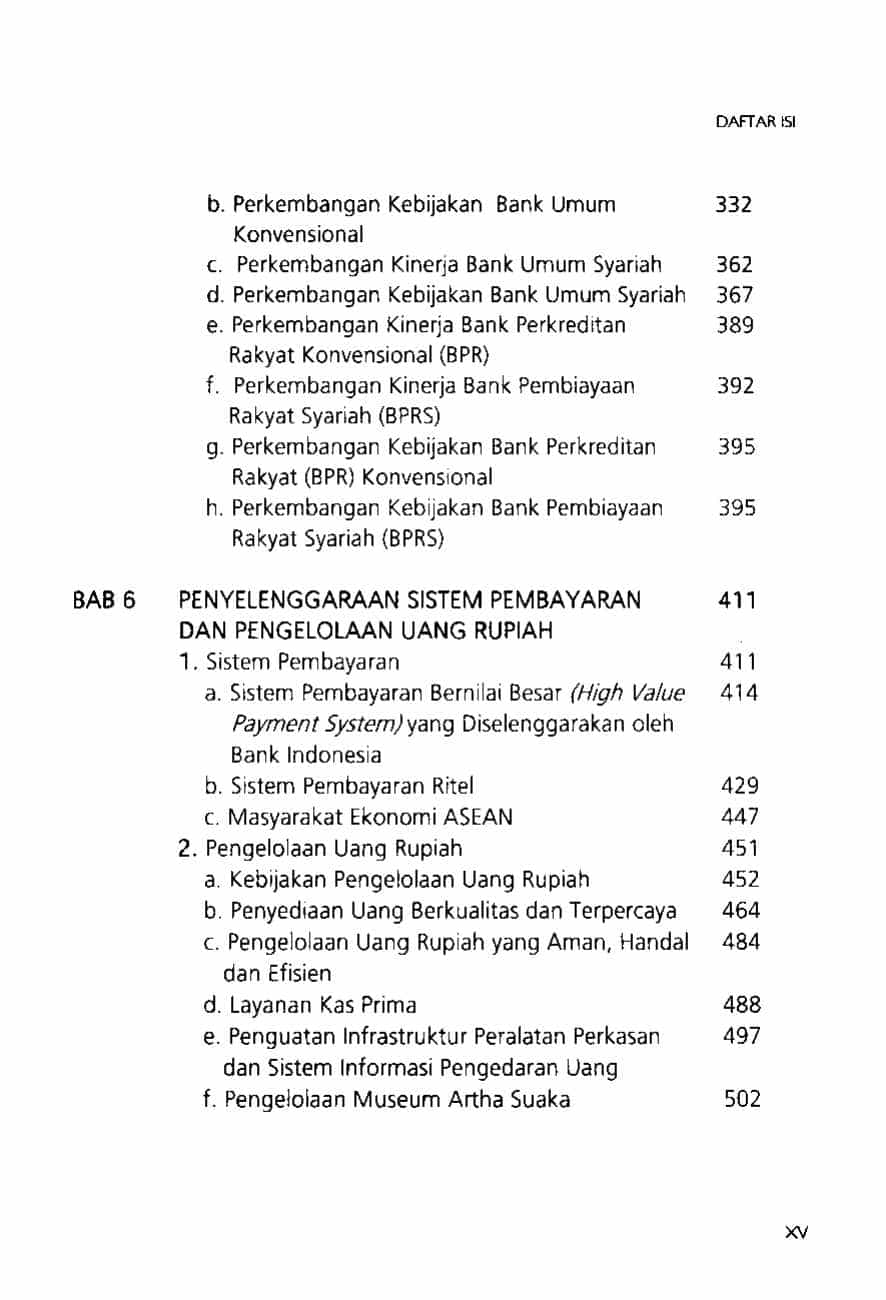 DAFTAR ISI
b. Perkembangan Kebijakan Bank Umum 332
Konvensional
c. Perkembangan Kinerja Bank Umum Syariah 362
d. Perkembangan Kebijakan Bank Umum Syariah 367
e. Perkembangan Kinerja Bank Perkreditan 389
Rakyat Konvensional (BPR)
f. Perkembangan Kinerja Bank Pembiayaan 392
Rakyat Syariah (BPRS)
g. Perkembangan Kebijakan Bank Perkreditan 395
Rakyat (BPR) Konvensional
h. Perkembangan Kebijakan Bank Pembiayaan 395
Rakyat Syariah (BPRS)
BAB 6 PENYELENGGARAAN SISTEM PEMBAYARAN 411
DAN PENGELOLAAN UANG RUPIAH
1. Sistem Pembayaran 411
a. Sistem Pembayaran Bernilai Besar (High Value 414
Payment System) yang Diselenggarakan oleh
Bank Indonesia
b. Sistem Pembayaran Ritel 429
c. Masyarakat Ekonomi ASEAN 447
2. Pengelolaan Uang Rupiah 451
a. Kebijakan Pengelolaan Uang Rupiah 452
b. Penyediaan Uang Berkualitas dan Terpercaya 464
c. Pengelolaan Uang Rupiah yang Aman, Handal 484
dan Efisien
d. Layanan Kas Prima 488
e. Penguatan Infrastruktur Peralatan Perkasan 497
dan Sistem Informasi Pengedaran Uang
f. Pengelolaan Museum Artha Suaka 502
XV